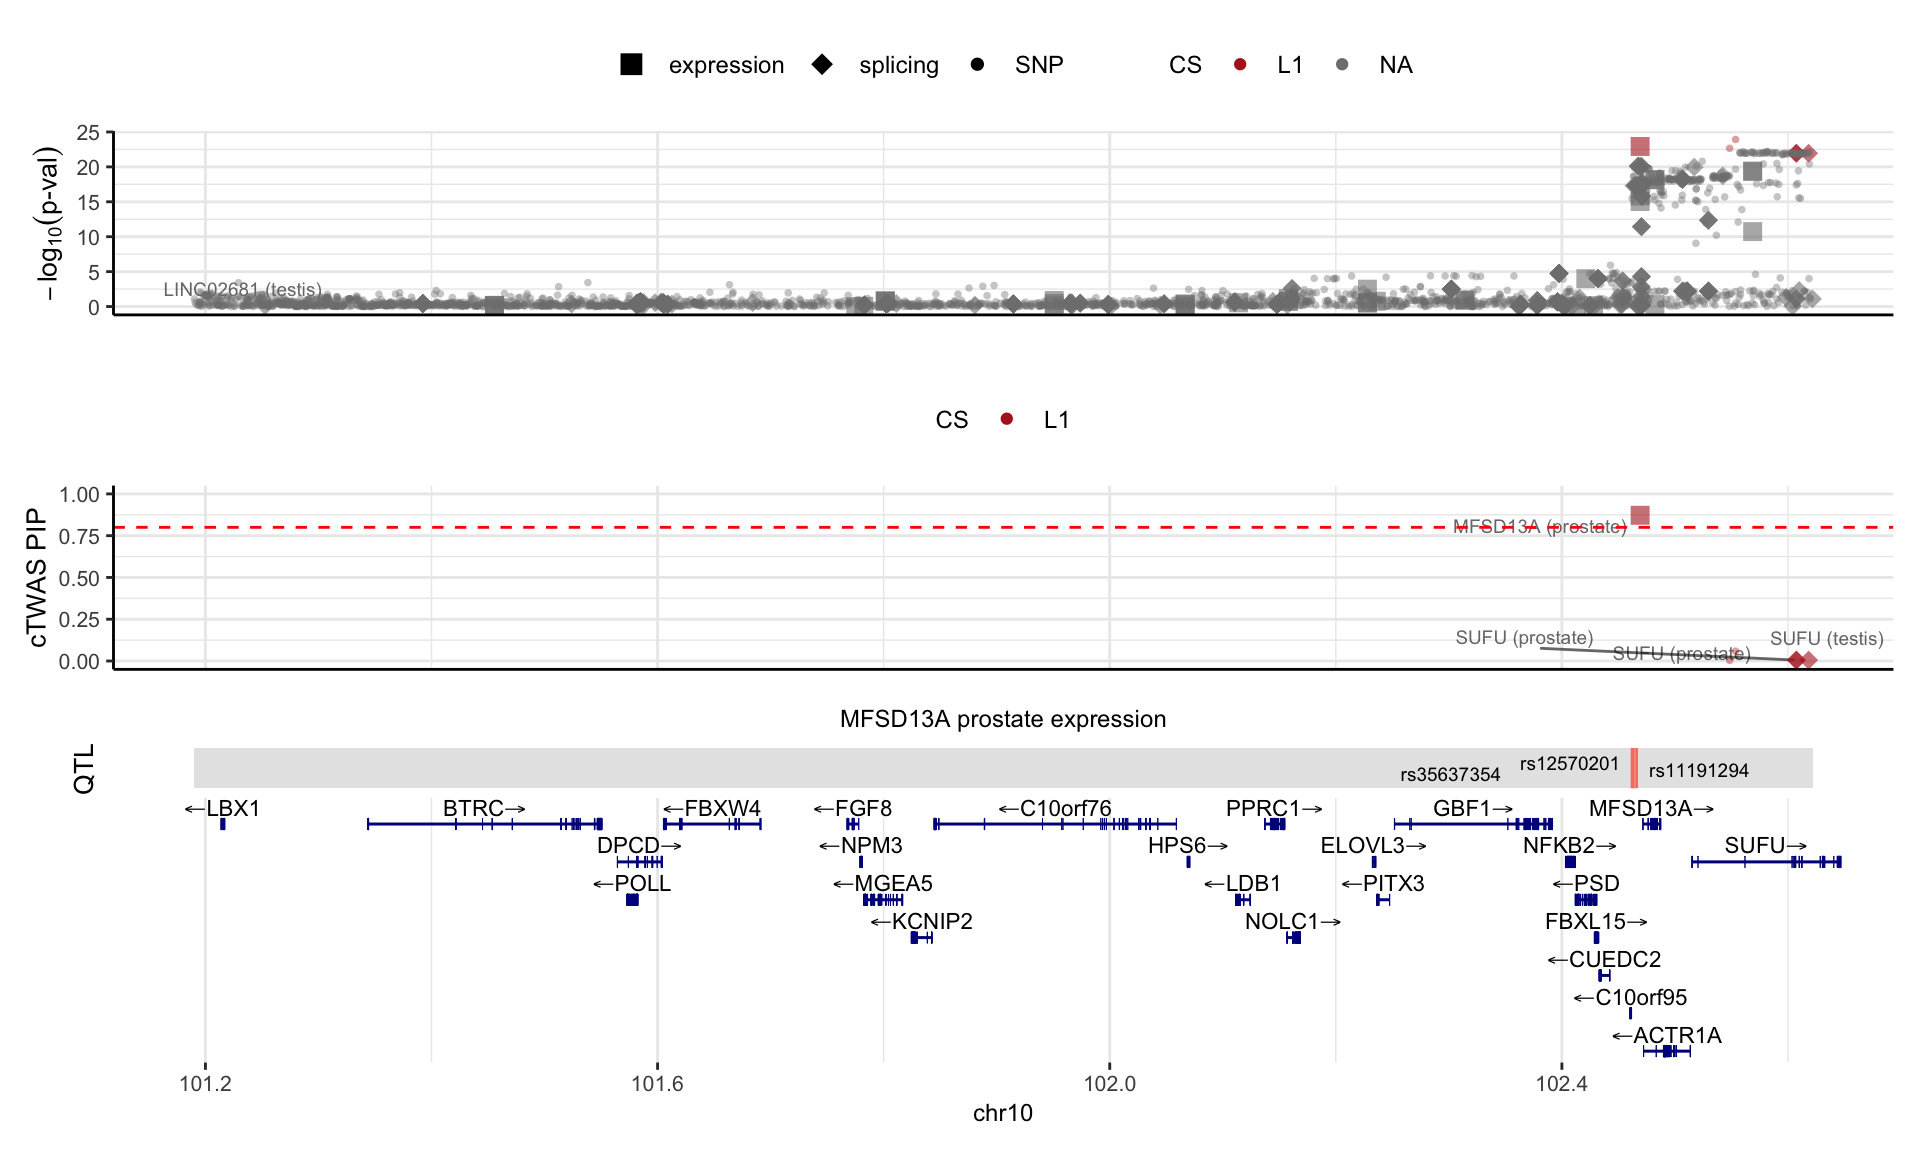 expression splicing SNP CS L1 NA
25
20
15
10
5
0
− log10(p-val)
LINC02681 (testis)
CS L1
1.00
0.75
0.50
0.25
0.00
cTWAS PIP
MFSD13A (prostate)
SUFU (prostate)
SUFU (testis)
SUFU (prostate)
MFSD13A prostate expression
QTL
rs35637354
rs12570201
rs11191294
←LBX1 BTRC→ ←FBXW4 ←FGF8 ←C10orf76 PPRC1→ GBF1→ MFSD13A→
DPCD→ ←NPM3 HPS6→ ELOVL3→ NFKB2→ SUFU→
←POLL ←MGEA5 ←LDB1 ←PITX3 ←PSD
←KCNIP2 NOLC1→ FBXL15→
←CUEDC2
←C10orf95
←ACTR1A
101.2 101.6 102.0 102.4
chr10